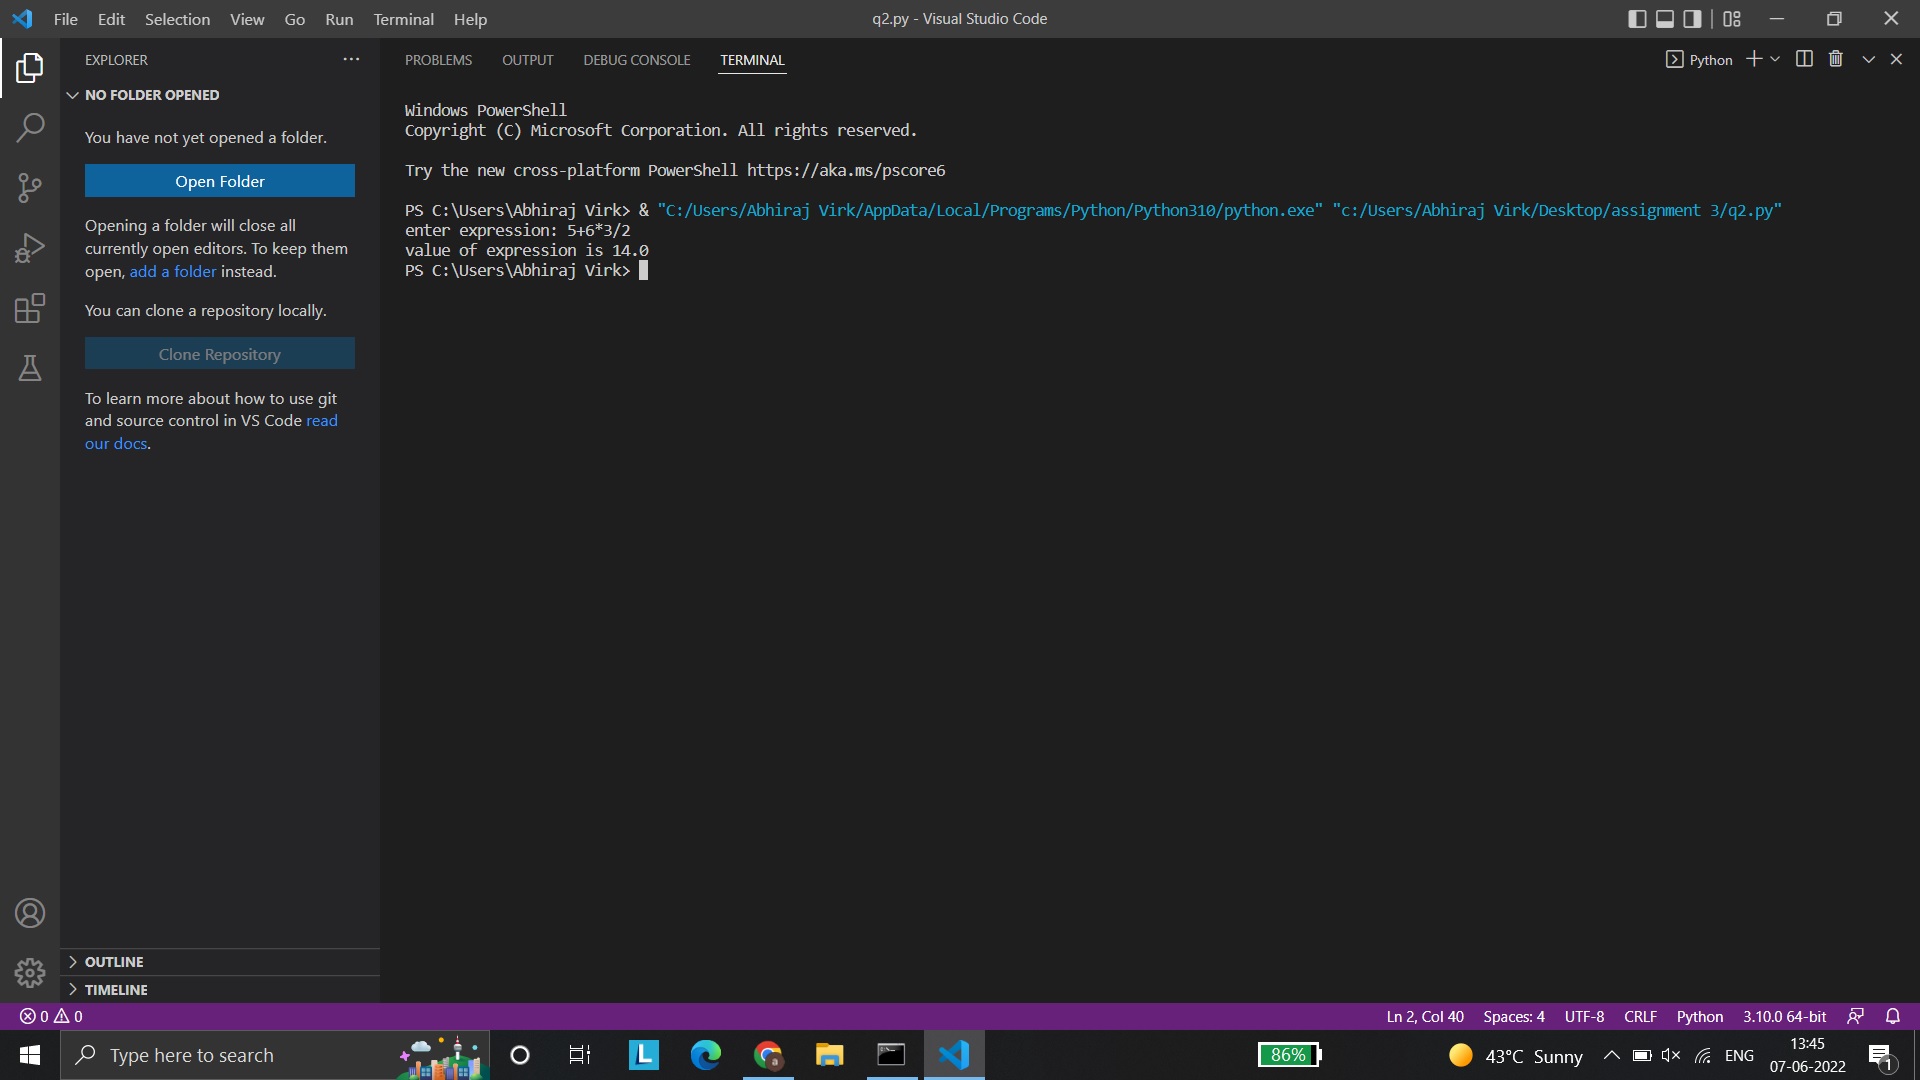 File Edit Selection View Go Run Terminal Help
q2.py - Visual Studio Code
EXPLORER
NO FOLDER OPENED
You have not yet opened a folder.
Open Folder
Opening a folder will close all
currently open editors. To keep them
open, add a folder instead.
You can clone a repository locally.
Clone Repository
To learn more about how to use git
and source control in VS Code read
our docs.
OUTLINE
TIMELINE
PROBLEMS OUTPUT DEBUG CONSOLE TERMINAL
Python
Windows PowerShell
Copyright (C) Microsoft Corporation. All rights reserved.
Try the new cross-platform PowerShell https://aka.ms/pscore6
PS C:\Users\Abhiraj Virk> & "C:/Users/Abhiraj Virk/AppData/Local/Programs/Python/Python310/python.exe" "c:/Users/Abhiraj Virk/Desktop/assignment 3/q2.py"
enter expression: 5+6*3/2
value of expression is 14.0
PS C:\Users\Abhiraj Virk>
0 0
Ln 2, Col 40 Spaces: 4 UTF-8 CRLF Python 3.10.0 64-bit
Type here to search
L
a
86%
43°C Sunny
ENG
13:45
07-06-2022
1